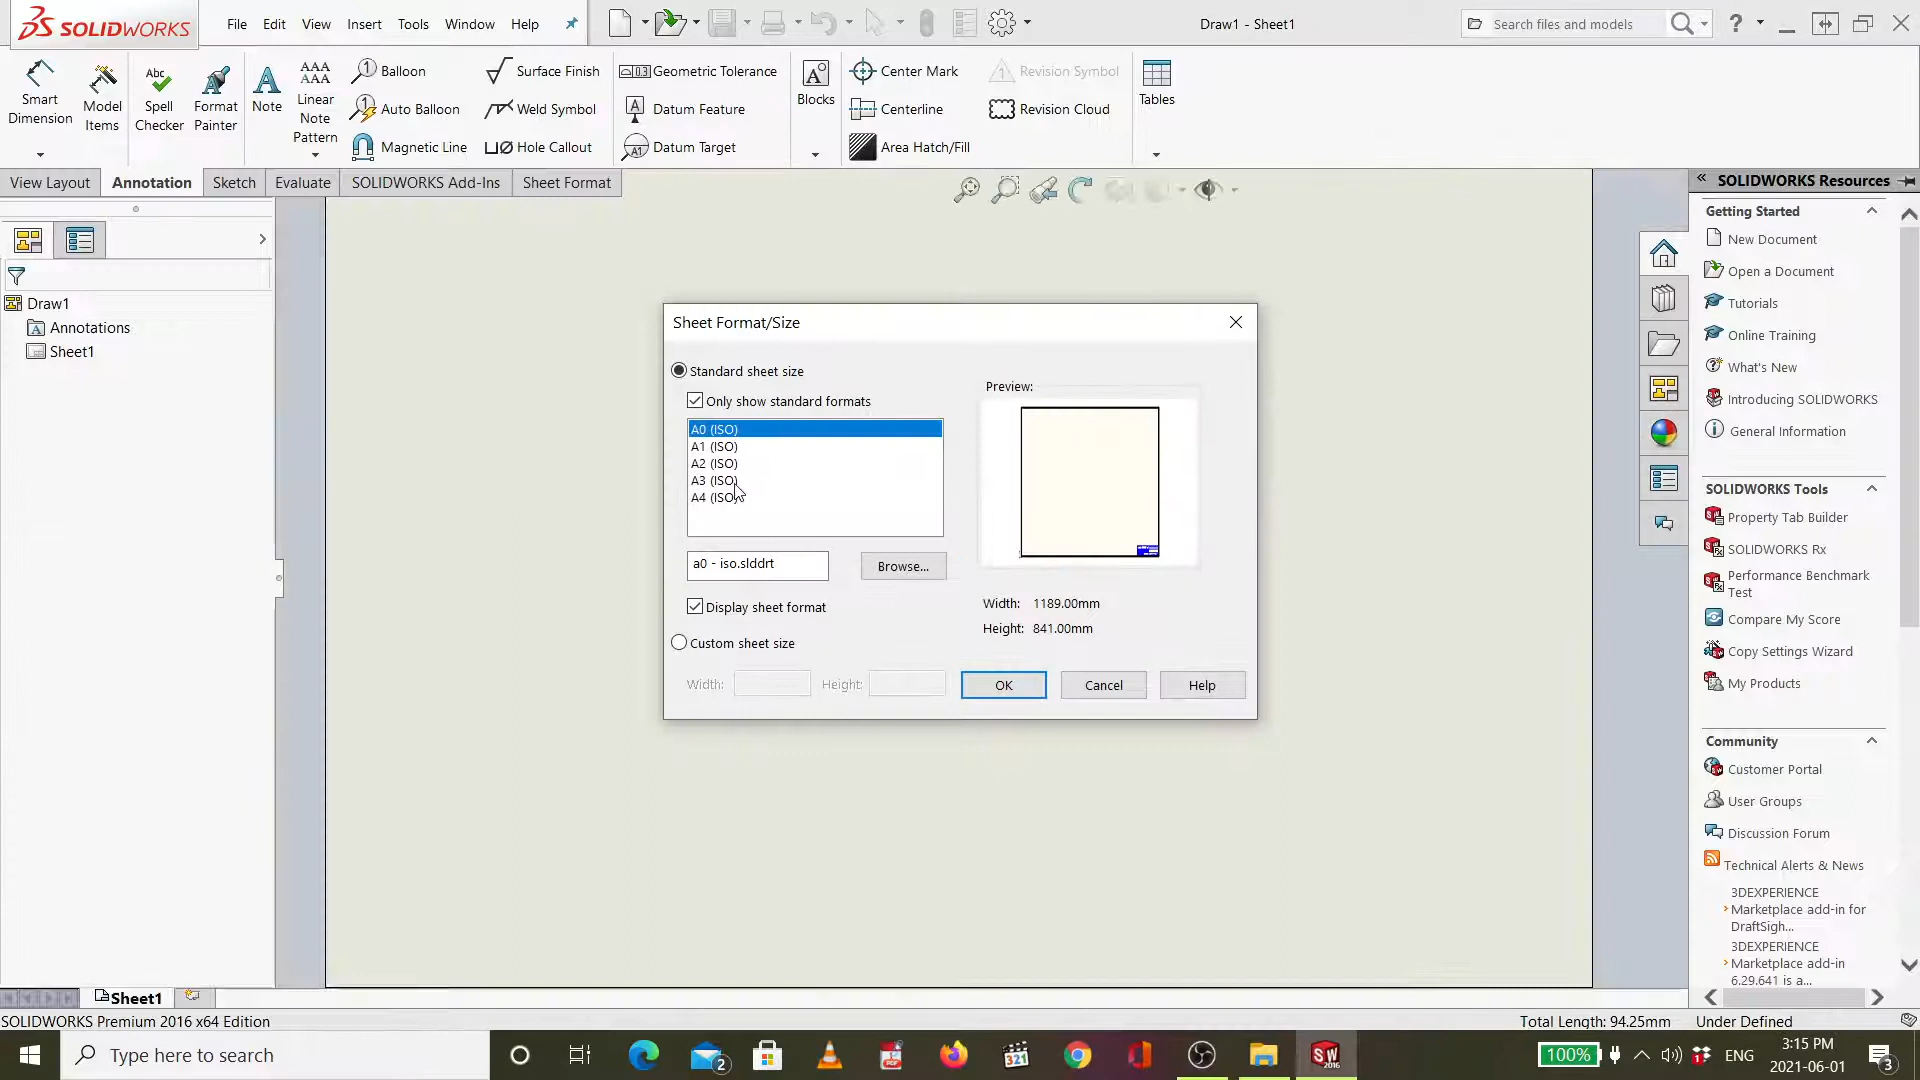 SOLIDWORKS
File Edit View Insert Tools Window Help
Draw1 - Sheet1
Search files and models
?
Smart Dimension
Model Items
Abc
Spell Checker
Format Painter
Note
Linear Note Pattern
Balloon
Auto Balloon
Magnetic Line
Surface Finish
Weld Symbol
Hole Callout
Geometric Tolerance
Datum Feature
Datum Target
Blocks
Center Mark
Centerline
Area Hatch/Fill
Revision Symbol
Revision Cloud
Tables
View Layout
Annotation
Sketch
Evaluate
SOLIDWORKS Add-Ins
Sheet Format
Draw1
Annotations
Sheet1
Sheet Format/Size
Standard sheet size
Only show standard formats
A0 (ISO)
A1 (ISO)
A2 (ISO)
A3 (ISO)
A4 (ISO)
a0 - iso.slddrt
Browse...
Display sheet format
Custom sheet size
Width:
Height:
Preview:
Width: 1189.00mm
Height: 841.00mm
OK
Cancel
Help
SOLIDWORKS Resources
Getting Started
New Document
Open a Document
Tutorials
Online Training
What's New
Introducing SOLIDWORKS
General Information
SOLIDWORKS Tools
Property Tab Builder
SOLIDWORKS Rx
Performance Benchmark
Test
Compare My Score
Copy Settings Wizard
My Products
Community
Customer Portal
User Groups
Discussion Forum
Technical Alerts & News
3DEXPERIENCE
Marketplace add-in for
DraftSigh...
3DEXPERIENCE
Marketplace add-in
6.29.641 is a...
Sheet1
SOLIDWORKS Premium 2016 x64 Edition
Total Length: 94.25mm
Under Defined
Type here to search
2
321
SW
2016
100%
1
ENG
3:15 PM
2021-06-01
3